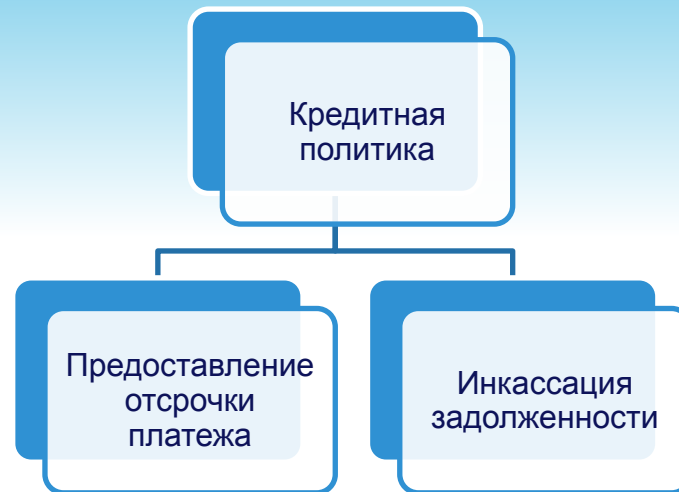 Кредитная
политика
Предоставление
отсрочки
платежа
Инкассация
задолженности